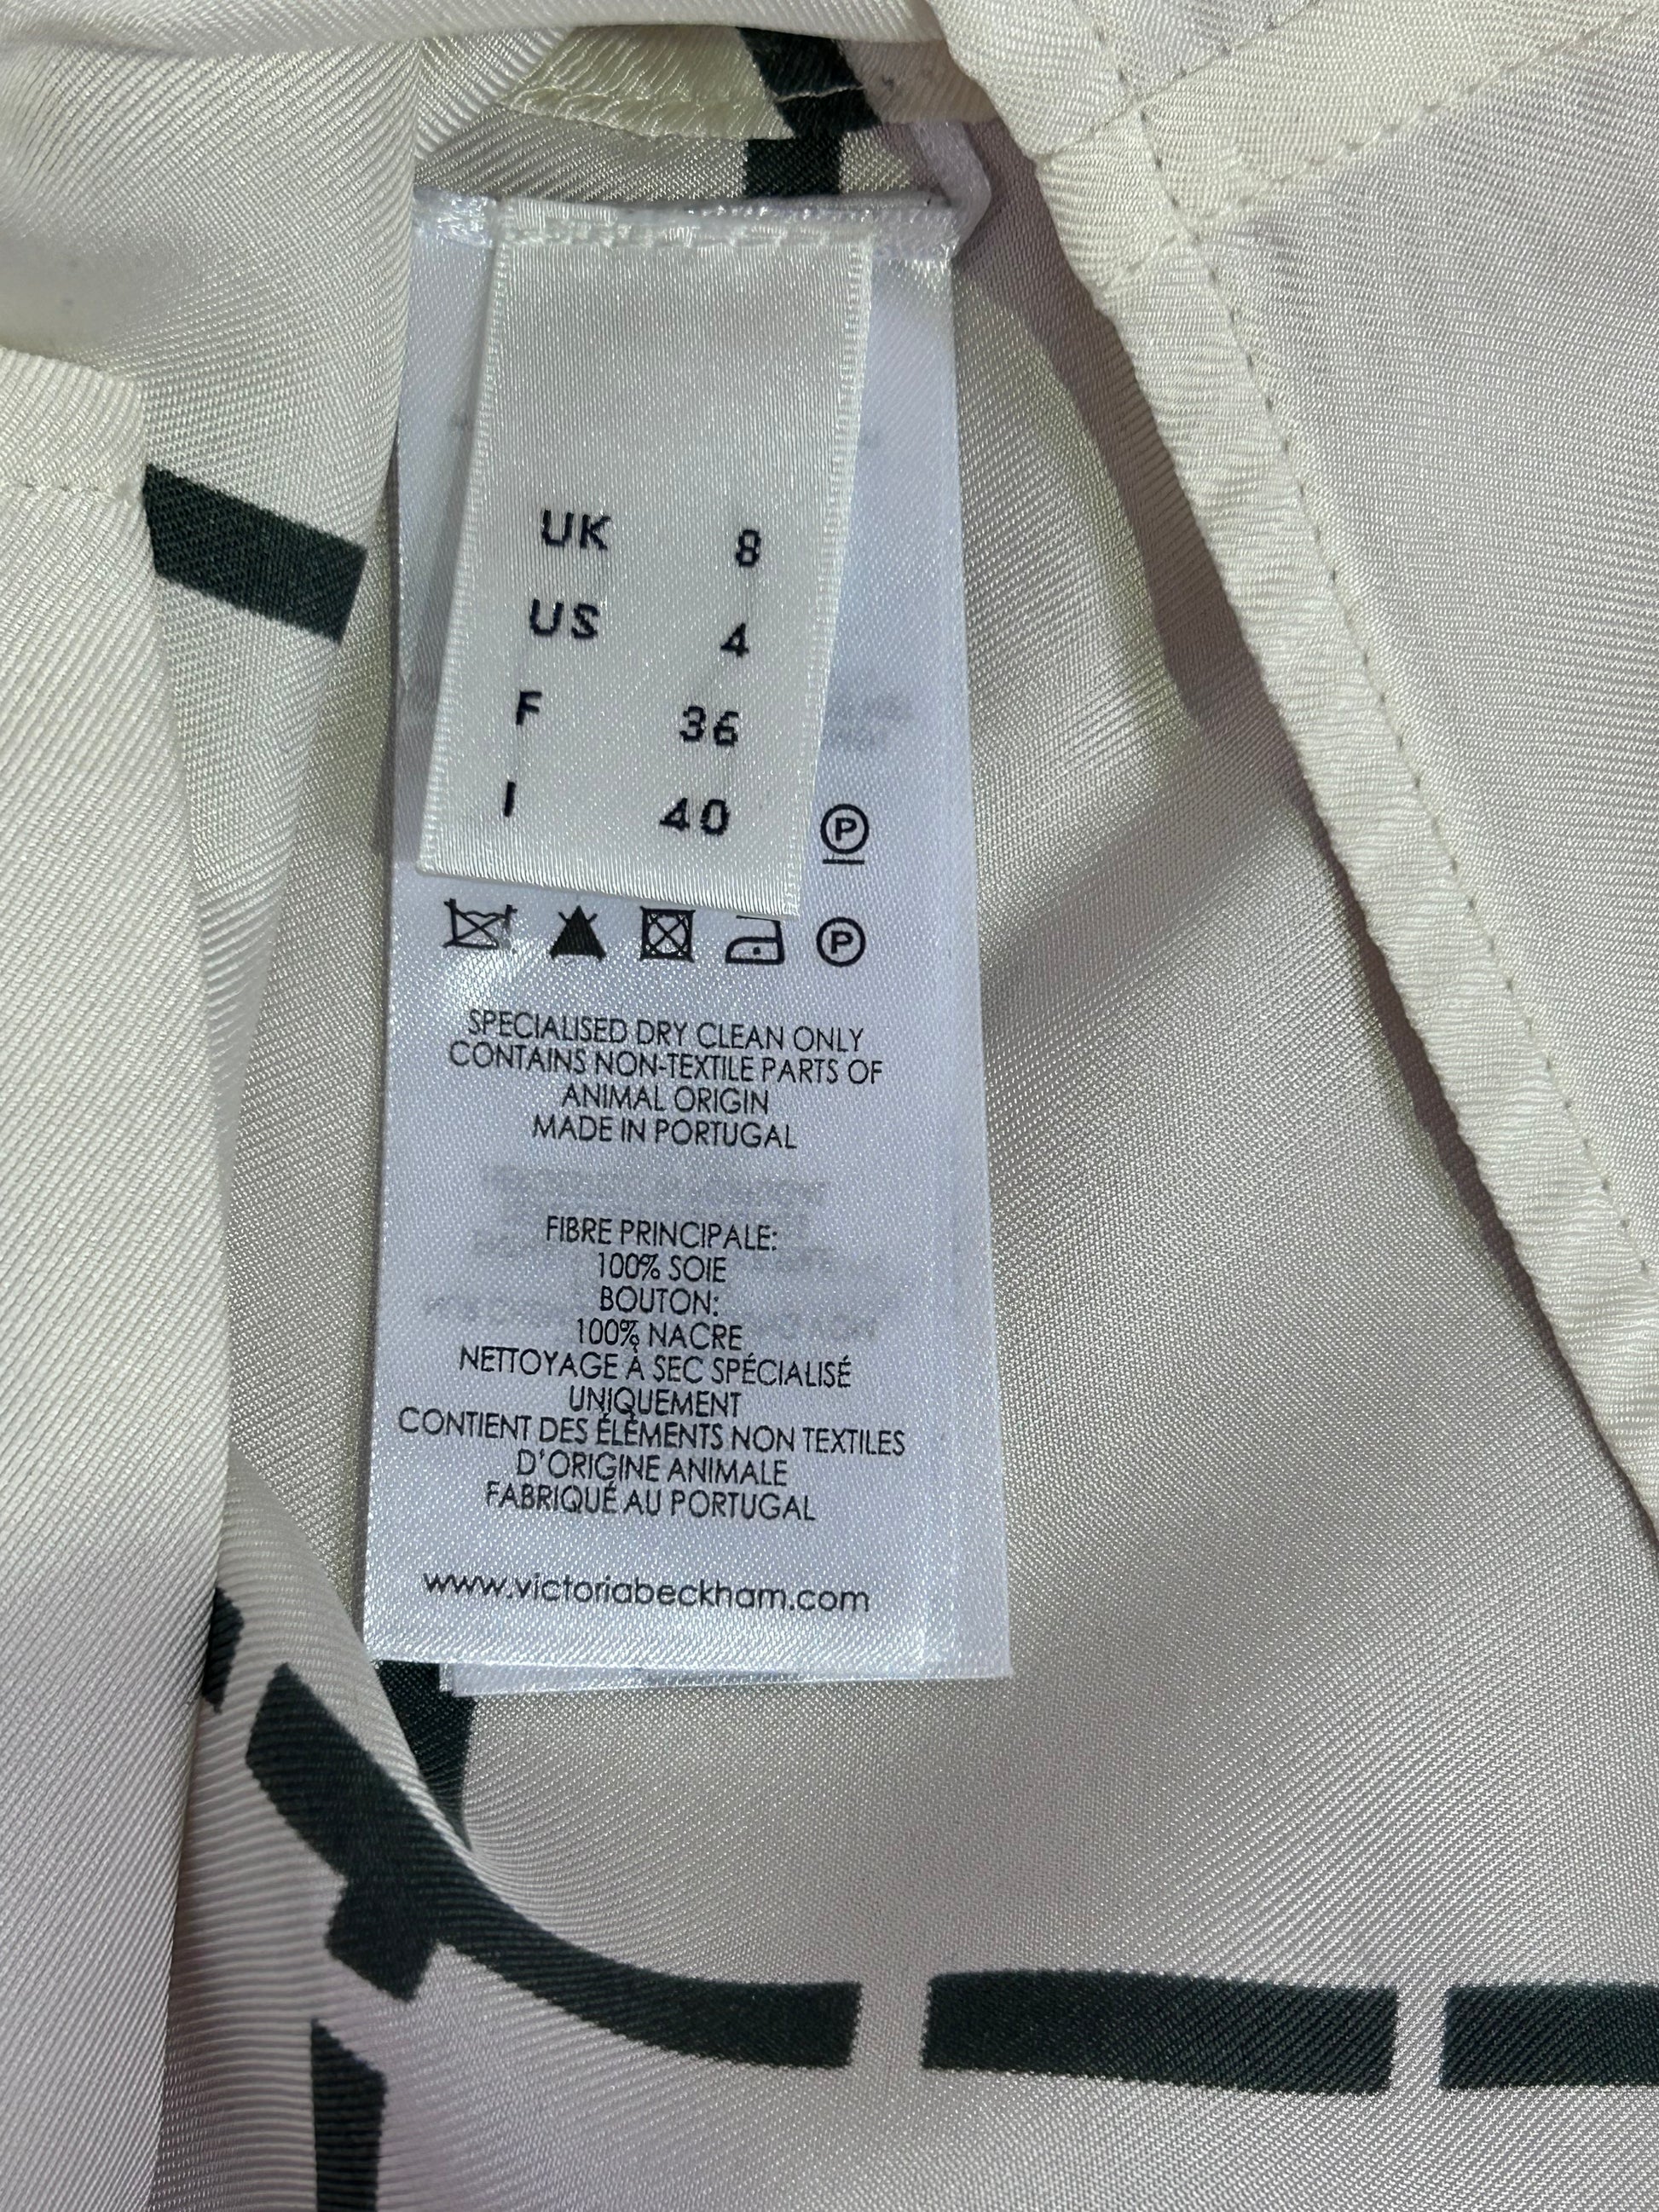 UK 8
US 4
F 36
I 40
P
P
SPECIALISED DRY CLEAN ONLY
CONTAINS NON-TEXTILE PARTS OF
ANIMAL ORIGIN
MADE IN PORTUGAL
FIBRE PRINCIPALE:
100% SOIE
BOUTON:
100% NACRE
NETTOYAGE À SEC SPÉCIALISÉ
UNIQUEMENT
CONTIENT DES ÉLÉMENTS NON TEXTILES
D'ORIGINE ANIMALE
FABRIQUÉ AU PORTUGAL
www.victoriabeckham.com